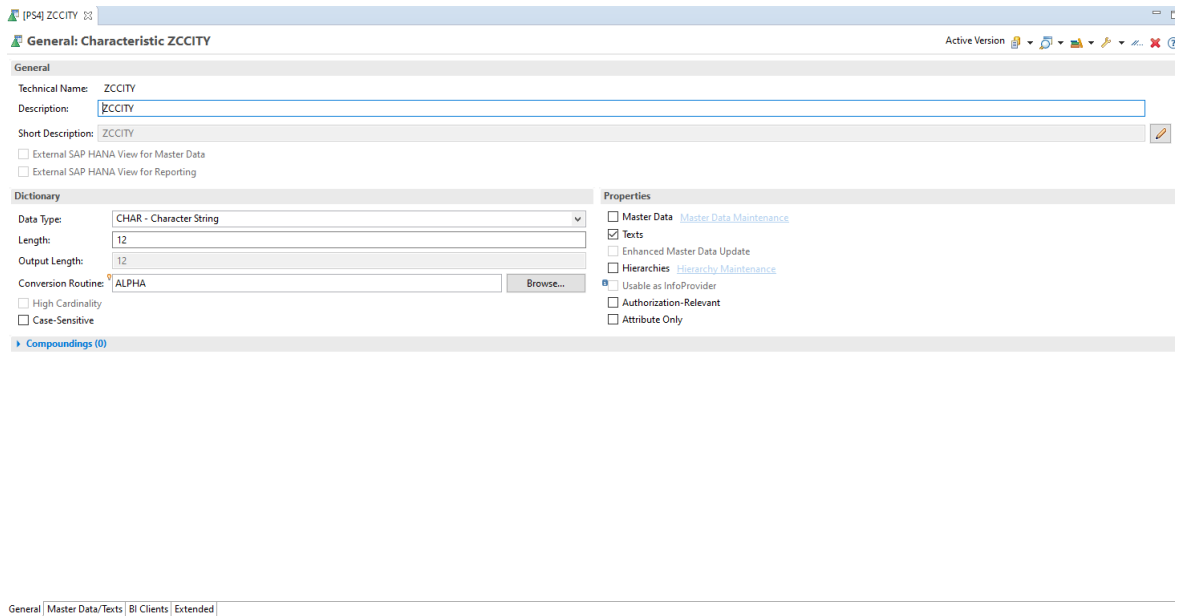 [PS4] ZCCITY
General: Characteristic ZCCITY
Active Version
General
Technical Name: ZCCITY
Description: ZCCITY
Short Description: ZCCITY
External SAP HANA View for Master Data
External SAP HANA View for Reporting
Dictionary
Data Type: CHAR - Character String
Length: 12
Output Length: 12
Conversion Routine: ALPHA Browse...
High Cardinality
Case-Sensitive
Properties
Master Data Master Data Maintenance
Texts
Enhanced Master Data Update
Hierarchies Hierarchy Maintenance
Usable as InfoProvider
Authorization-Relevant
Attribute Only
Compoundings (0)
General Master Data/Texts BI Clients Extended